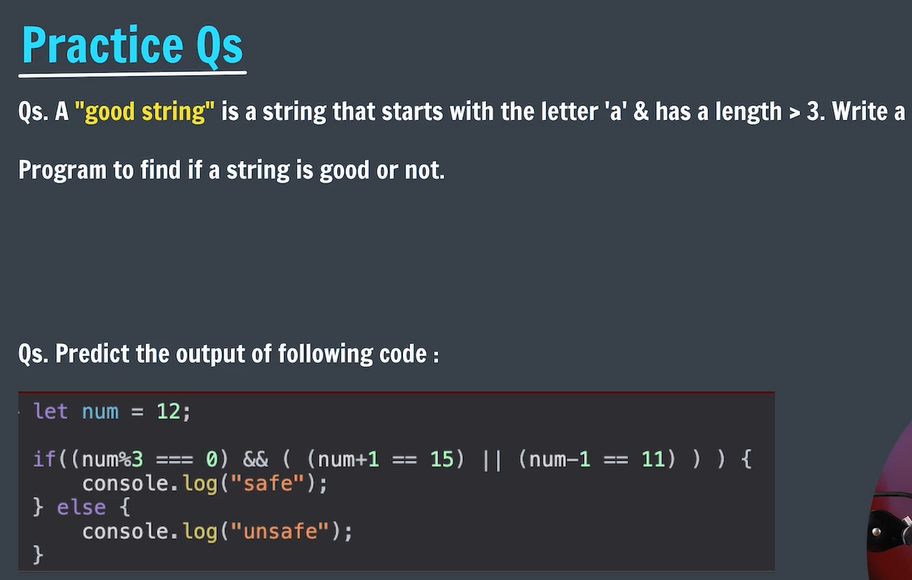 Practice Qs
Qs. A "good string" is a string that starts with the letter 'a' & has a length > 3. Write a
Program to find if a string is good or not.
Qs. Predict the output of following code :
let num = 12;
if((num%3 === 0) && ( (num+1 == 15) || (num-1 == 11) ) ) {
    console.log("safe");
} else {
    console.log("unsafe");
}